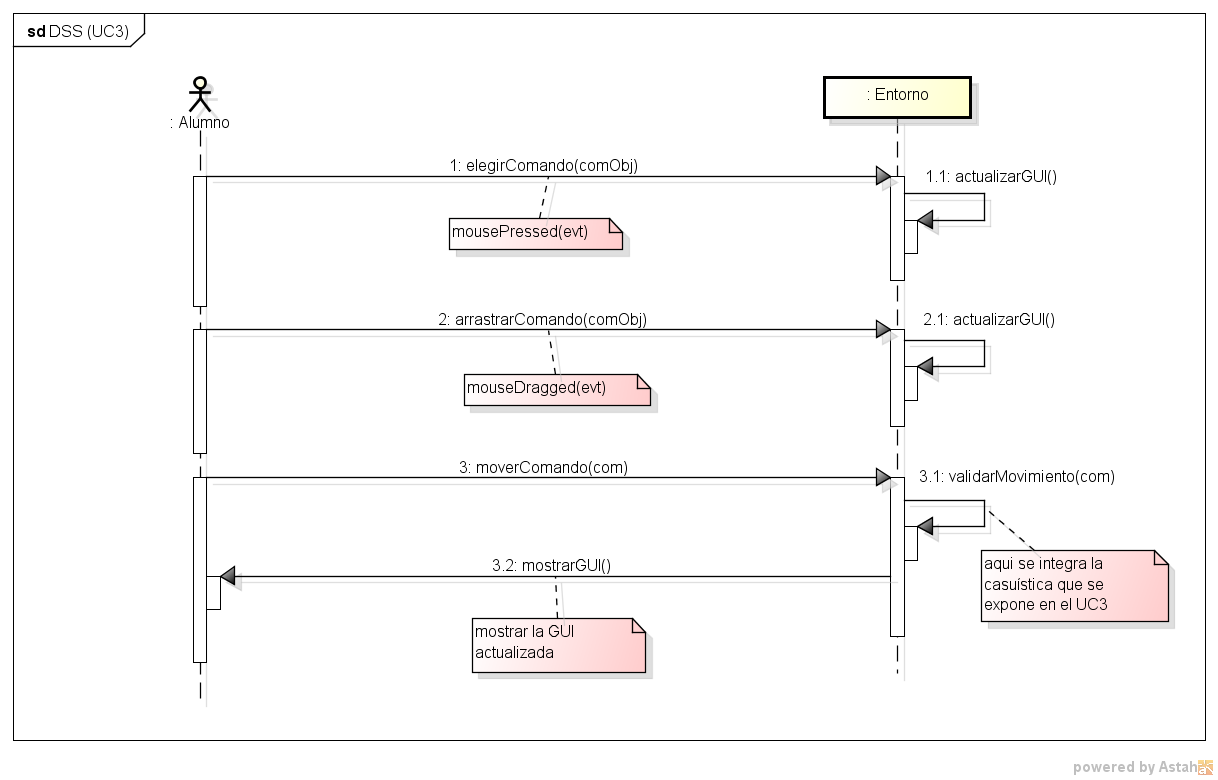 sd DSS (UC3)
: Alumno
: Entorno
1: elegirComando(comObj)
1.1: actualizarGUI()
mousePressed(evt)
2: arrastrarComando(comObj)
2.1: actualizarGUI()
mouseDragged(evt)
3: moverComando(com)
3.1: validarMovimiento(com)
aqui se integra la
casuística que se
expone en el UC3
3.2: mostrarGUI()
mostrar la GUI
actualizada
powered by Astah